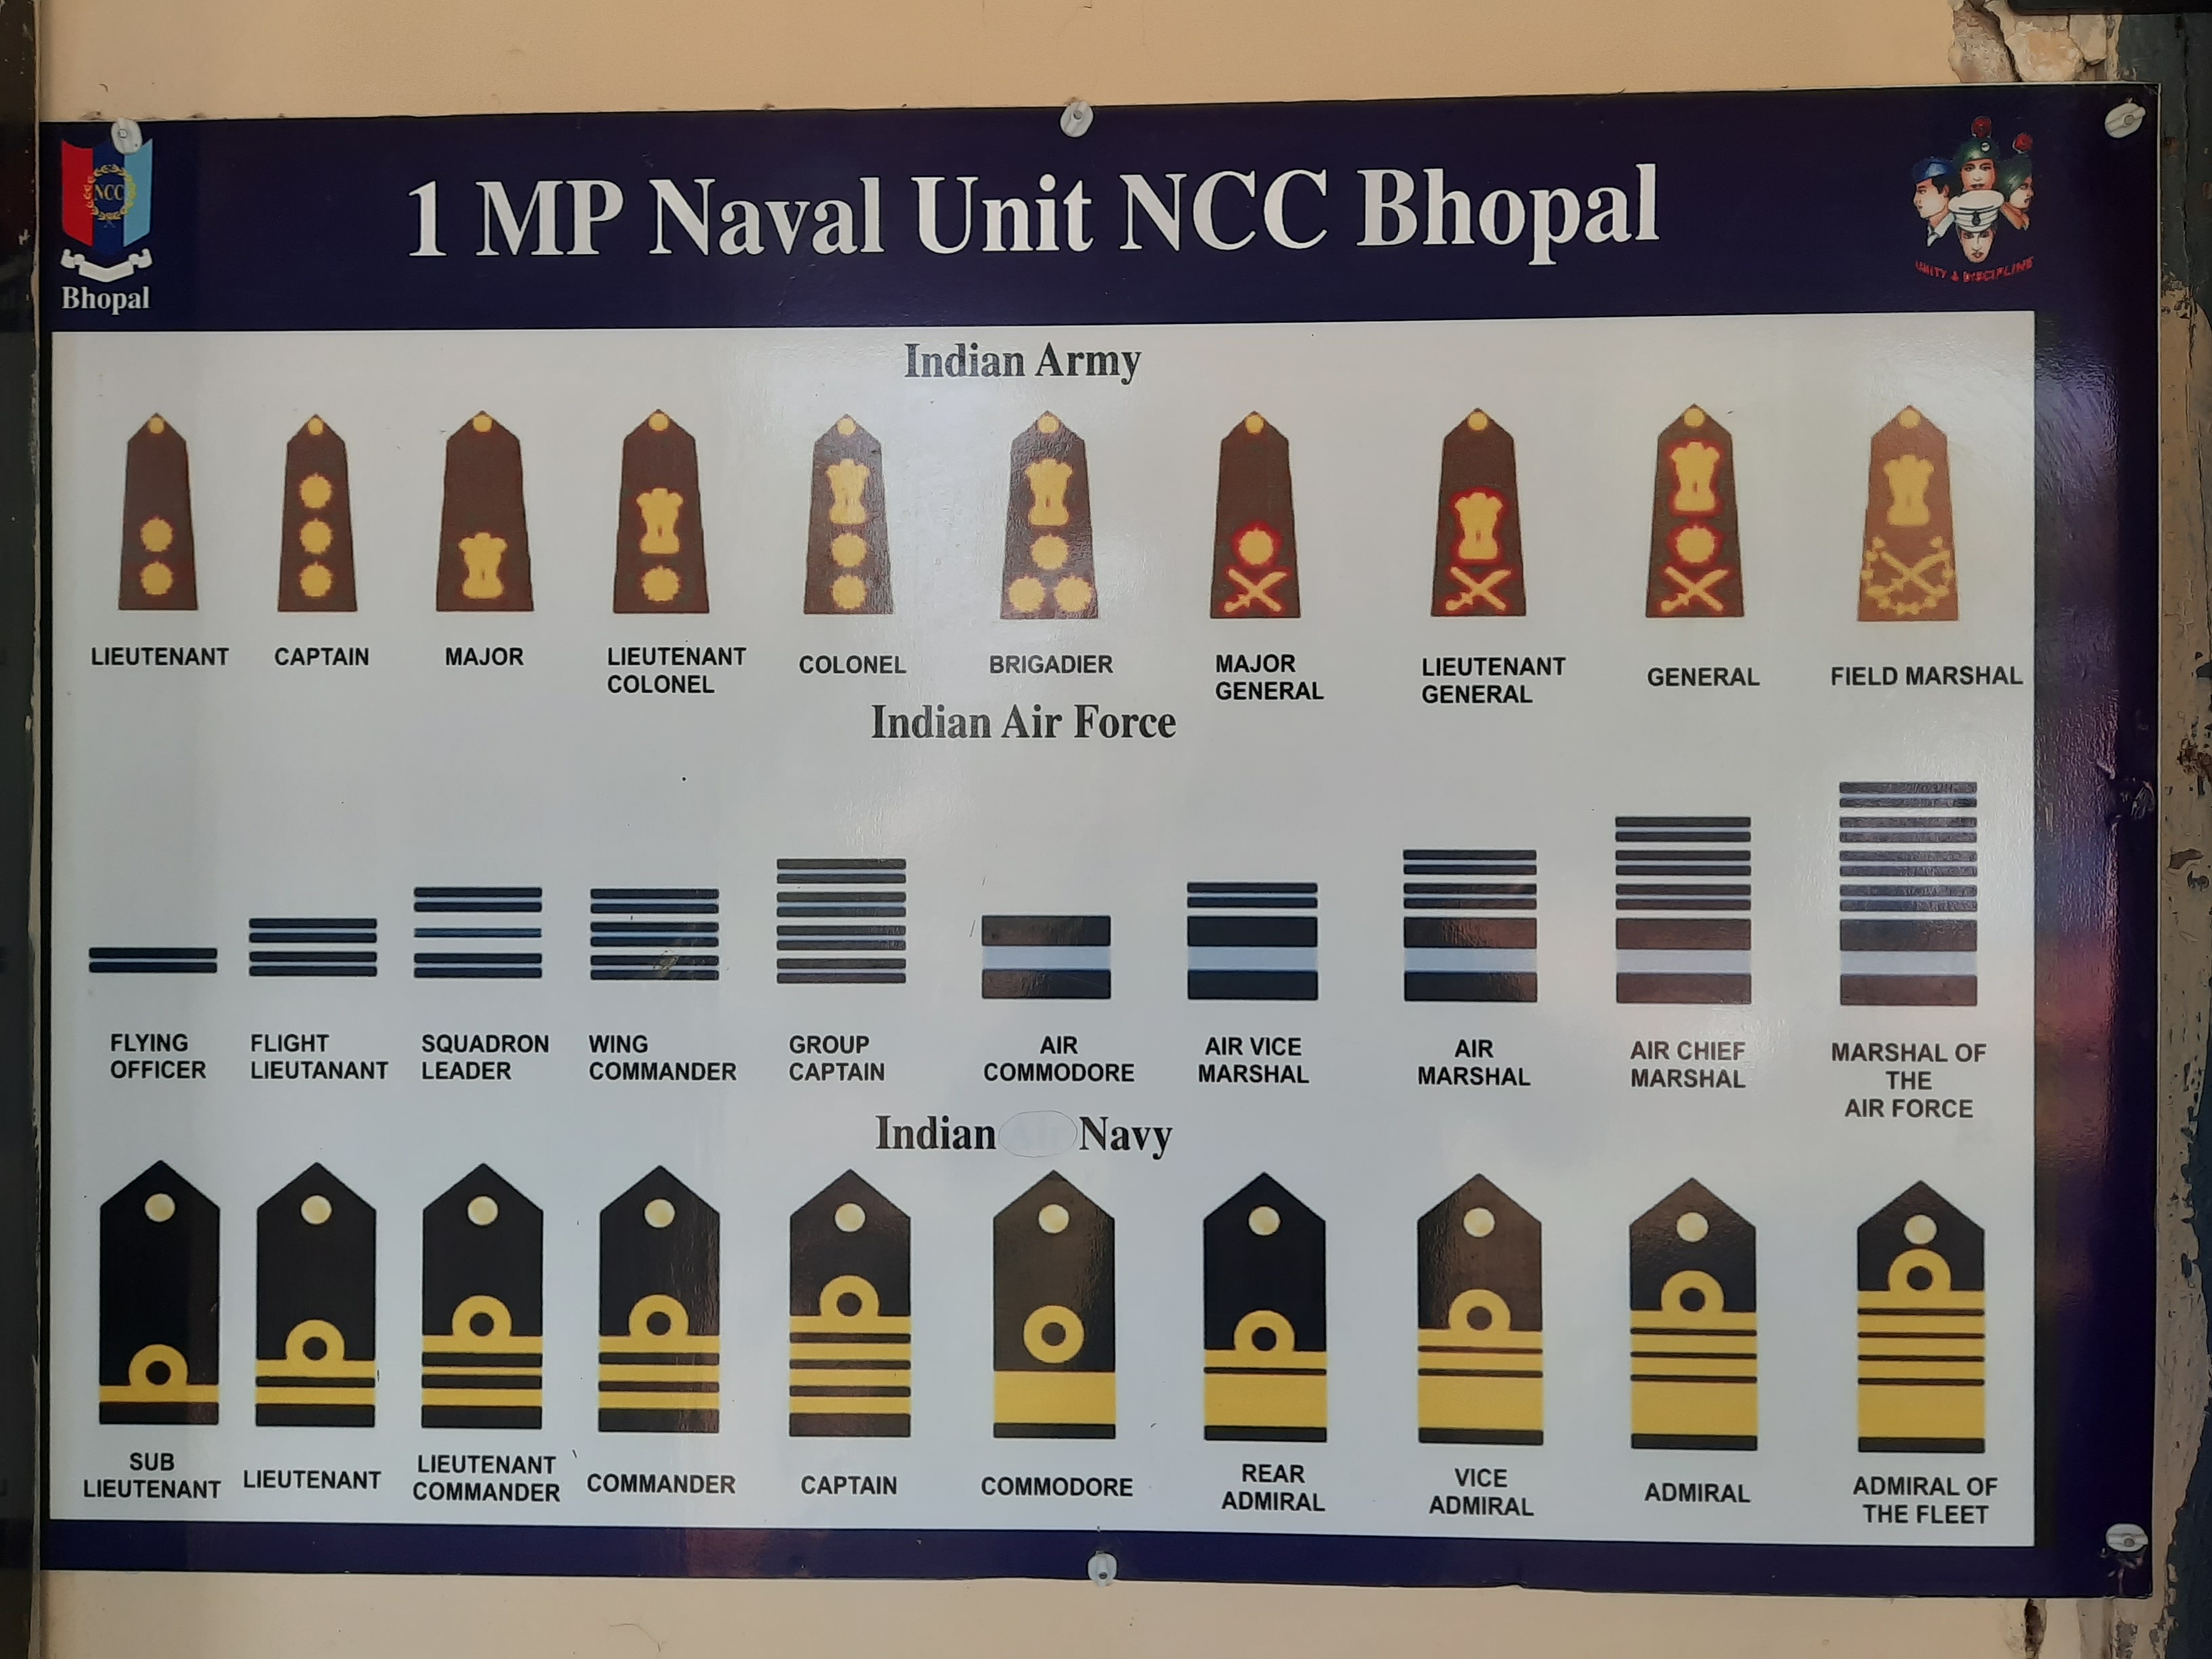 1 MP Naval Unit NCC Bhopal
NCC
Bhopal
UNITY & DISCIPLINE
Indian Army
LIEUTENANT
CAPTAIN
MAJOR
LIEUTENANT
COLONEL
COLONEL
BRIGADIER
MAJOR
GENERAL
LIEUTENANT
GENERAL
GENERAL
FIELD MARSHAL
Indian Air Force
FLYING
OFFICER
FLIGHT
LIEUTANANT
SQUADRON
LEADER
WING
COMMANDER
GROUP
CAPTAIN
AIR
COMMODORE
AIR VICE
MARSHAL
AIR
MARSHAL
AIR CHIEF
MARSHAL
MARSHAL OF
THE
AIR FORCE
Indian Air Navy
SUB
LIEUTENANT
LIEUTENANT
LIEUTENANT
COMMANDER
COMMANDER
CAPTAIN
COMMODORE
REAR
ADMIRAL
VICE
ADMIRAL
ADMIRAL
ADMIRAL OF
THE FLEET